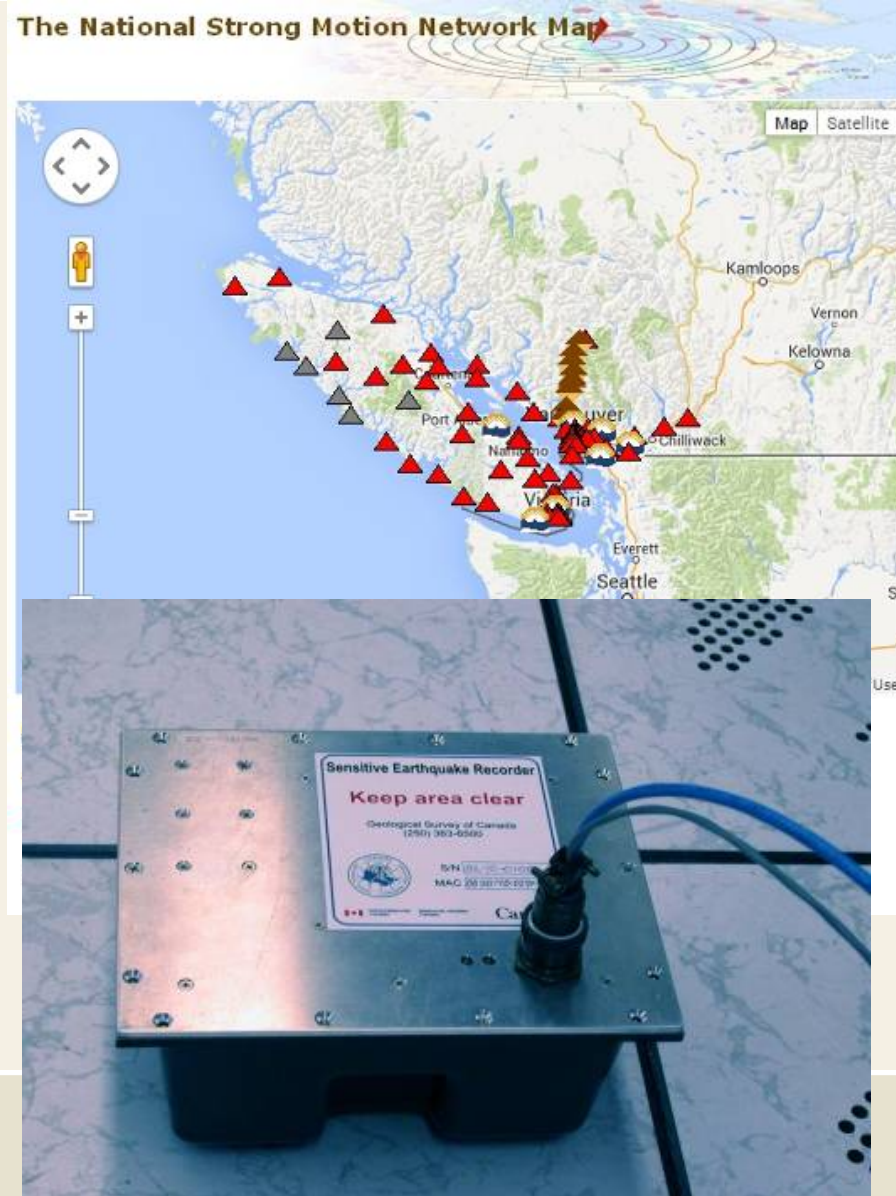 The National Strong Motion Network Map
Map Satellite
Kamloops
Vernon
Kelowna
Port
Chilliwack
Everett
Seattle
S
Use
Sensitive Earthquake Recorder
Keep area clear
Geological Survey of Canada
(250) 363-6500
S/N
MAC